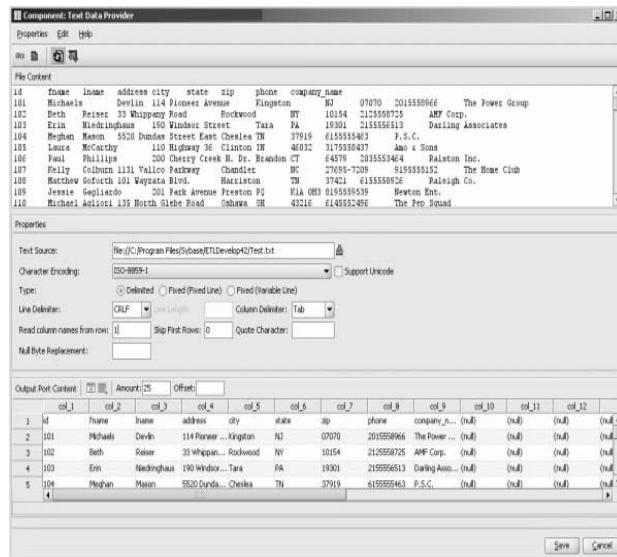 Component: Text Data Provider
Properties Edit Help
File Content
id fname lname address city state zip phone company_name
101 Michaels Devlin 114 Pioneer Avenue Kingston NJ 07070 2015558966 The Power Group
102 Beth Reiser 33 Whippany Road Rockwood NY 10154 2125558725 AMF Corp.
103 Erin Niedringhaus 190 Windsor Street Tara PA 19301 2155556513 Darling Associates
104 Meghan Mason 5520 Dundas Street East Cheslea TN 37919 6155555463 P.S.C.
105 Laura McCarthy 110 Highway 36 Clinton IN 46032 3175558437 Amo & Sons
106 Paul Phillips 200 Cherry Creek N. Dr. Brandon CT 64579 2035553464 Ralston Inc.
107 Kelly Colburn 1131 Vallco Parkway Chandler NC 27695-7209 9195555152 The Home Club
108 Matthew Goforth 101 Wayzata Blvd. Harriston TN 37421 6155558926 Raleigh Co.
109 Jessie Gagliardo 201 Park Avenue Preston PQ K1A 0H3 8195559539 Newton Ent.
110 Michael Agliori 135 North Glebe Road Oshawa OH 43216 6145552496 The Pep Squad
Properties
Text Source: file://C:/Program Files/Sybase/ETLDevelop42/Test.txt
Character Encoding: ISO-8859-1 Support Unicode
Type: Delimited Fixed (Fixed Line) Fixed (Variable Line)
Line Delimiter: CRLF Line Length: Column Delimiter: Tab
Read column names from row: 1 Skip First Rows: 0 Quote Character:
Null Byte Replacement:
Output Port Content Amount: 25 Offset:
col_1 col_2 col_3 col_4 col_5 col_6 col_7 col_8 col_9 col_10 col_11 col_12
1 id fname lname address city state zip phone company_n... (null) (null) (null) (null)
2 101 Michaels Devlin 114 Pioneer ... Kingston NJ 07070 2015558966 The Power ... (null) (null) (null) (null)
3 102 Beth Reiser 33 Whippan... Rockwood NY 10154 2125558725 AMF Corp. (null) (null) (null) (null)
4 103 Erin Niedringhaus 190 Windsor... Tara PA 19301 2155556513 Darling Asso... (null) (null) (null) (null)
5 104 Meghan Mason 5520 Dunda... Cheslea TN 37919 6155555463 P.S.C. (null) (null) (null) (null)
Save Cancel